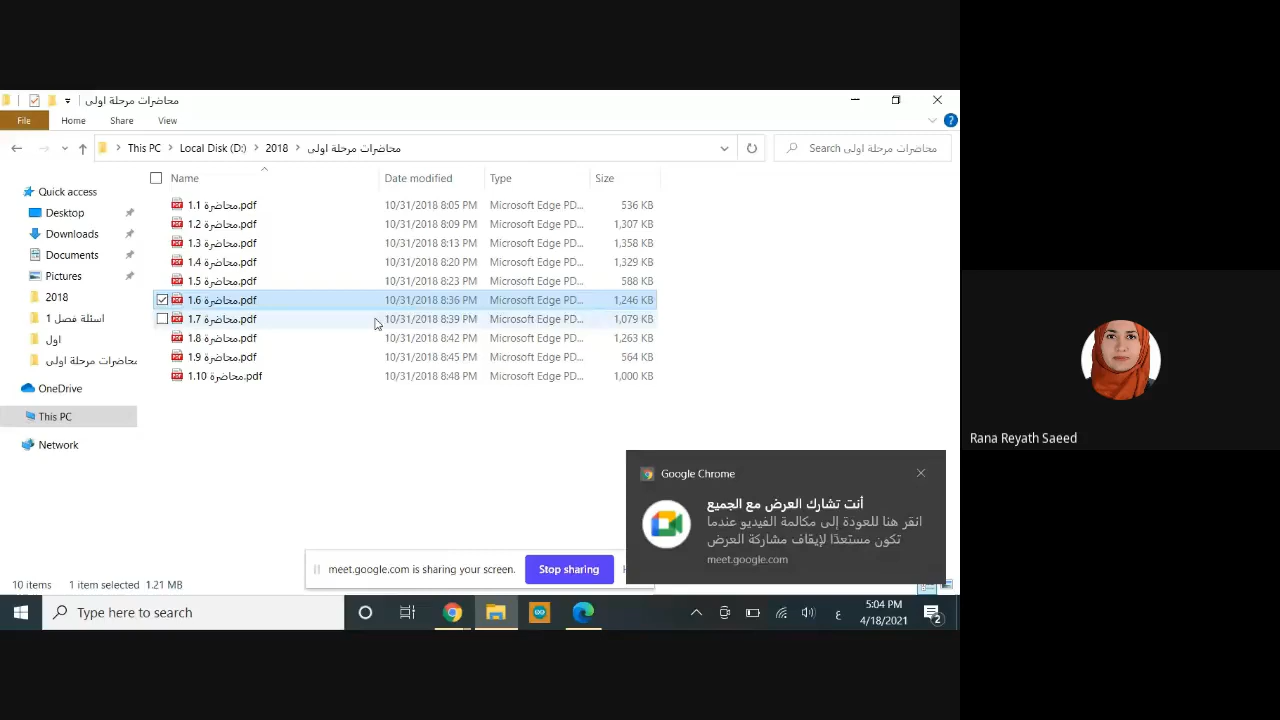 محاضرات مرحلة اولى
File Home Share View
This PC Local Disk (D:) 2018 محاضرات مرحلة اولى
Search محاضرات مرحلة اولى
Name Date modified Type Size
1.1 محاضرة.pdf 10/31/2018 8:05 PM Microsoft Edge PD... 536 KB
1.2 محاضرة.pdf 10/31/2018 8:09 PM Microsoft Edge PD... 1,307 KB
1.3 محاضرة.pdf 10/31/2018 8:13 PM Microsoft Edge PD... 1,358 KB
1.4 محاضرة.pdf 10/31/2018 8:20 PM Microsoft Edge PD... 1,329 KB
1.5 محاضرة.pdf 10/31/2018 8:23 PM Microsoft Edge PD... 588 KB
1.6 محاضرة.pdf 10/31/2018 8:36 PM Microsoft Edge PD... 1,246 KB
1.7 محاضرة.pdf 10/31/2018 8:39 PM Microsoft Edge PD... 1,079 KB
1.8 محاضرة.pdf 10/31/2018 8:42 PM Microsoft Edge PD... 1,263 KB
1.9 محاضرة.pdf 10/31/2018 8:45 PM Microsoft Edge PD... 564 KB
1.10 محاضرة.pdf 10/31/2018 8:48 PM Microsoft Edge PD... 1,000 KB
Quick access
Desktop
Downloads
Documents
Pictures
2018
اسئلة فصل 1
اول
محاضرات مرحلة اولى
OneDrive
This PC
Network
Rana Reyath Saeed
Google Chrome
أنت تشارك العرض مع الجميع
انقر هنا للعودة إلى مكالمة الفيديو عندما
تكون مستعدًا لإيقاف مشاركة العرض
meet.google.com
meet.google.com is sharing your screen. Stop sharing
10 items 1 item selected 1.21 MB
Type here to search
ع
5:04 PM
4/18/2021
2